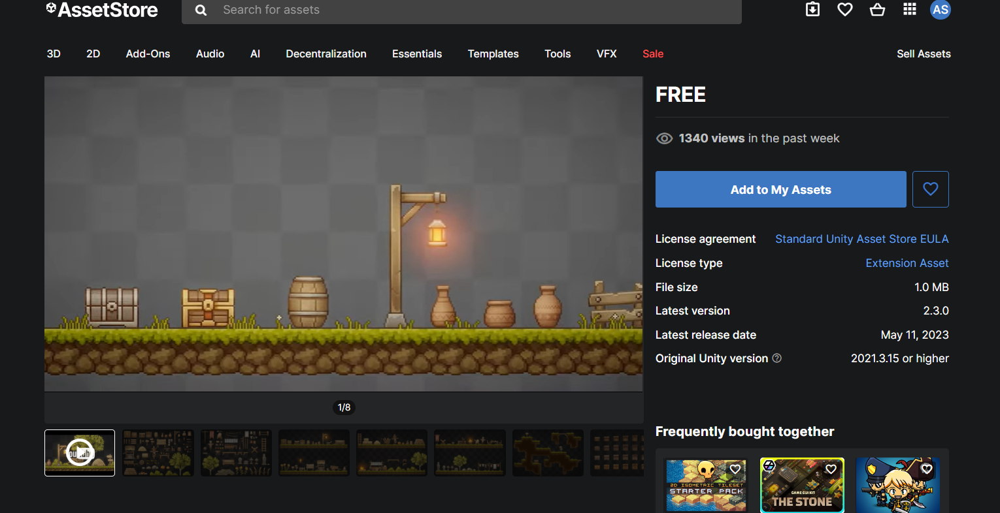 AssetStore
Search for assets
AS
3D
2D
Add-Ons
Audio
AI
Decentralization
Essentials
Templates
Tools
VFX
Sale
Sell Assets
FREE
1340 views in the past week
Add to My Assets
License agreement Standard Unity Asset Store EULA
License type Extension Asset
File size 1.0 MB
Latest version 2.3.0
Latest release date May 11, 2023
Original Unity version ? 2021.3.15 or higher
1/8
Frequently bought together
2D ISOMETRIC TILESET
STARTER PACK
GAME GUI KIT
THE STONE